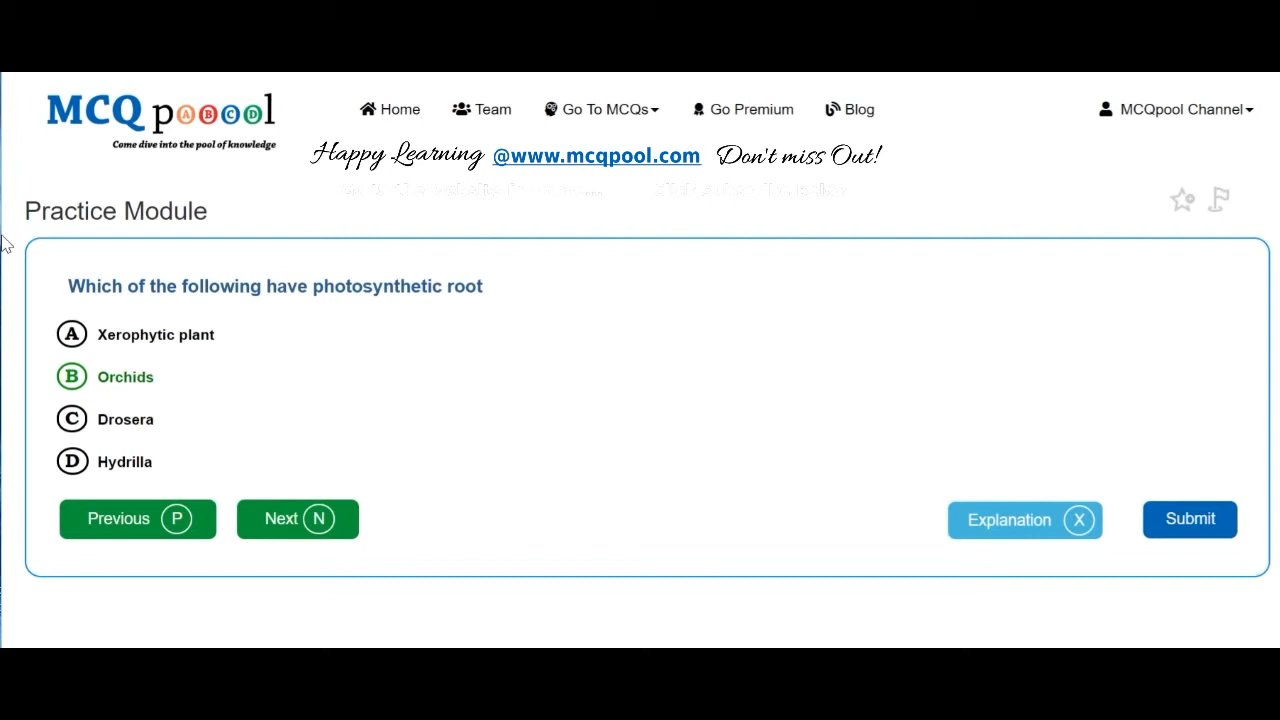 MCQ pABCDl
Come dive into the pool of knowledge
Home Team Go To MCQs Go Premium Blog MCQpool Channel
Happy Learning @www.mcqpool.com Don't miss Out!
Practice Module
Which of the following have photosynthetic root
A Xerophytic plant
B Orchids
C Drosera
D Hydrilla
Previous P Next N Explanation X Submit